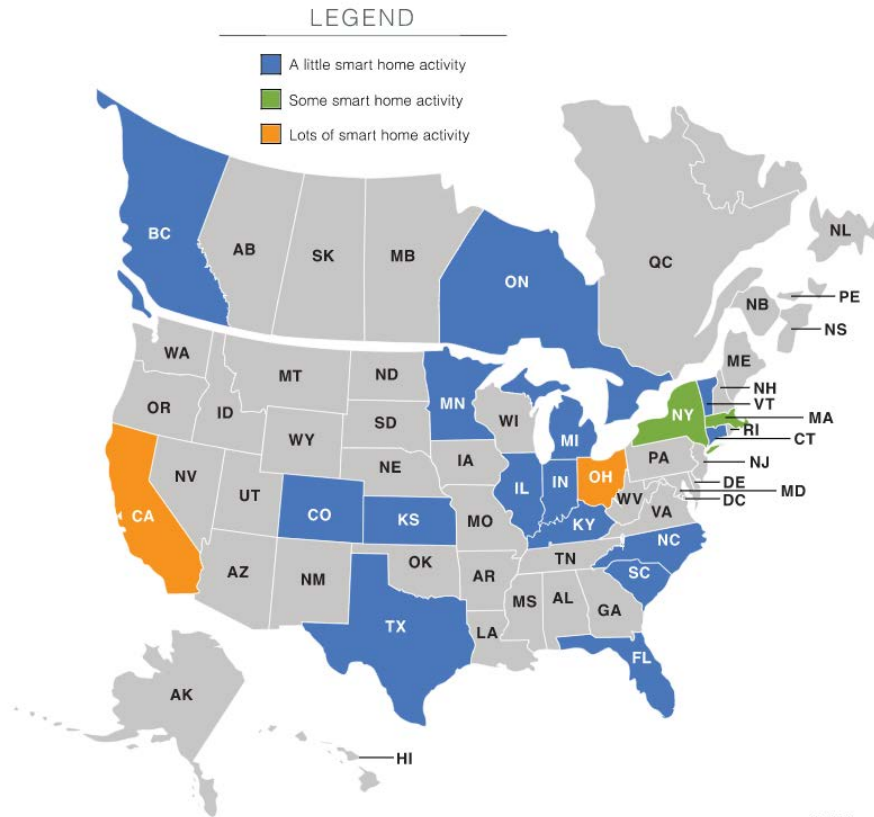 LEGEND
A little smart home activity
Some smart home activity
Lots of smart home activity
BC
AB
SK
MB
ON
QC
NL
NB
PE
NS
WA
MT
ND
MN
ME
NH
VT
OR
ID
WY
SD
WI
MI
NY
MA
RI
CT
NV
UT
NE
IA
PA
NJ
CA
CO
KS
MO
IL
IN
OH
WV
VA
DE
MD
DC
KY
NC
AZ
NM
OK
AR
TN
SC
TX
LA
MS
AL
GA
FL
AK
HI